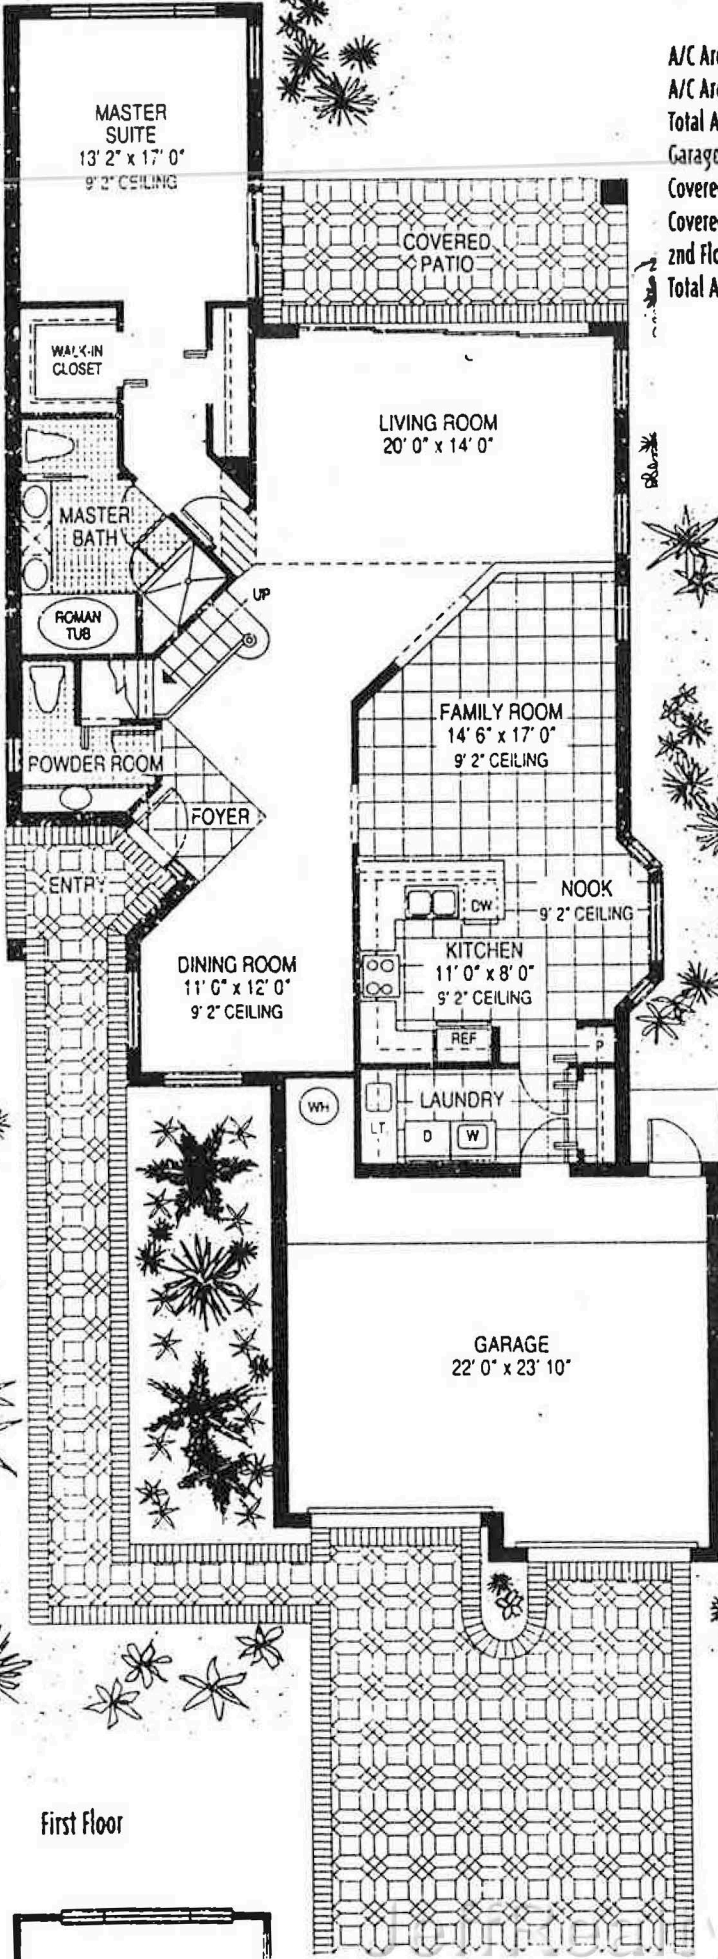 A/C Are
A/C Are
Total A
Garage
Covere
Covere
2nd Flo
Total A
MASTER
SUITE
13' 2" x 17' 0"
9' 2" CEILING
COVERED
PATIO
WALK-IN
CLOSET
LIVING ROOM
20' 0" x 14' 0"
MASTER
BATH
ROMAN
TUB
UP
FAMILY ROOM
14' 6" x 17' 0"
9' 2" CEILING
POWDER ROOM
FOYER
ENTRY
NOOK
9' 2" CEILING
DW
KITCHEN
11' 0" x 8' 0"
9' 2" CEILING
DINING ROOM
11' 0" x 12' 0"
9' 2" CEILING
REF
P
WH
LAUNDRY
L.T.
D
W
GARAGE
22' 0" x 23' 10"
First Floor